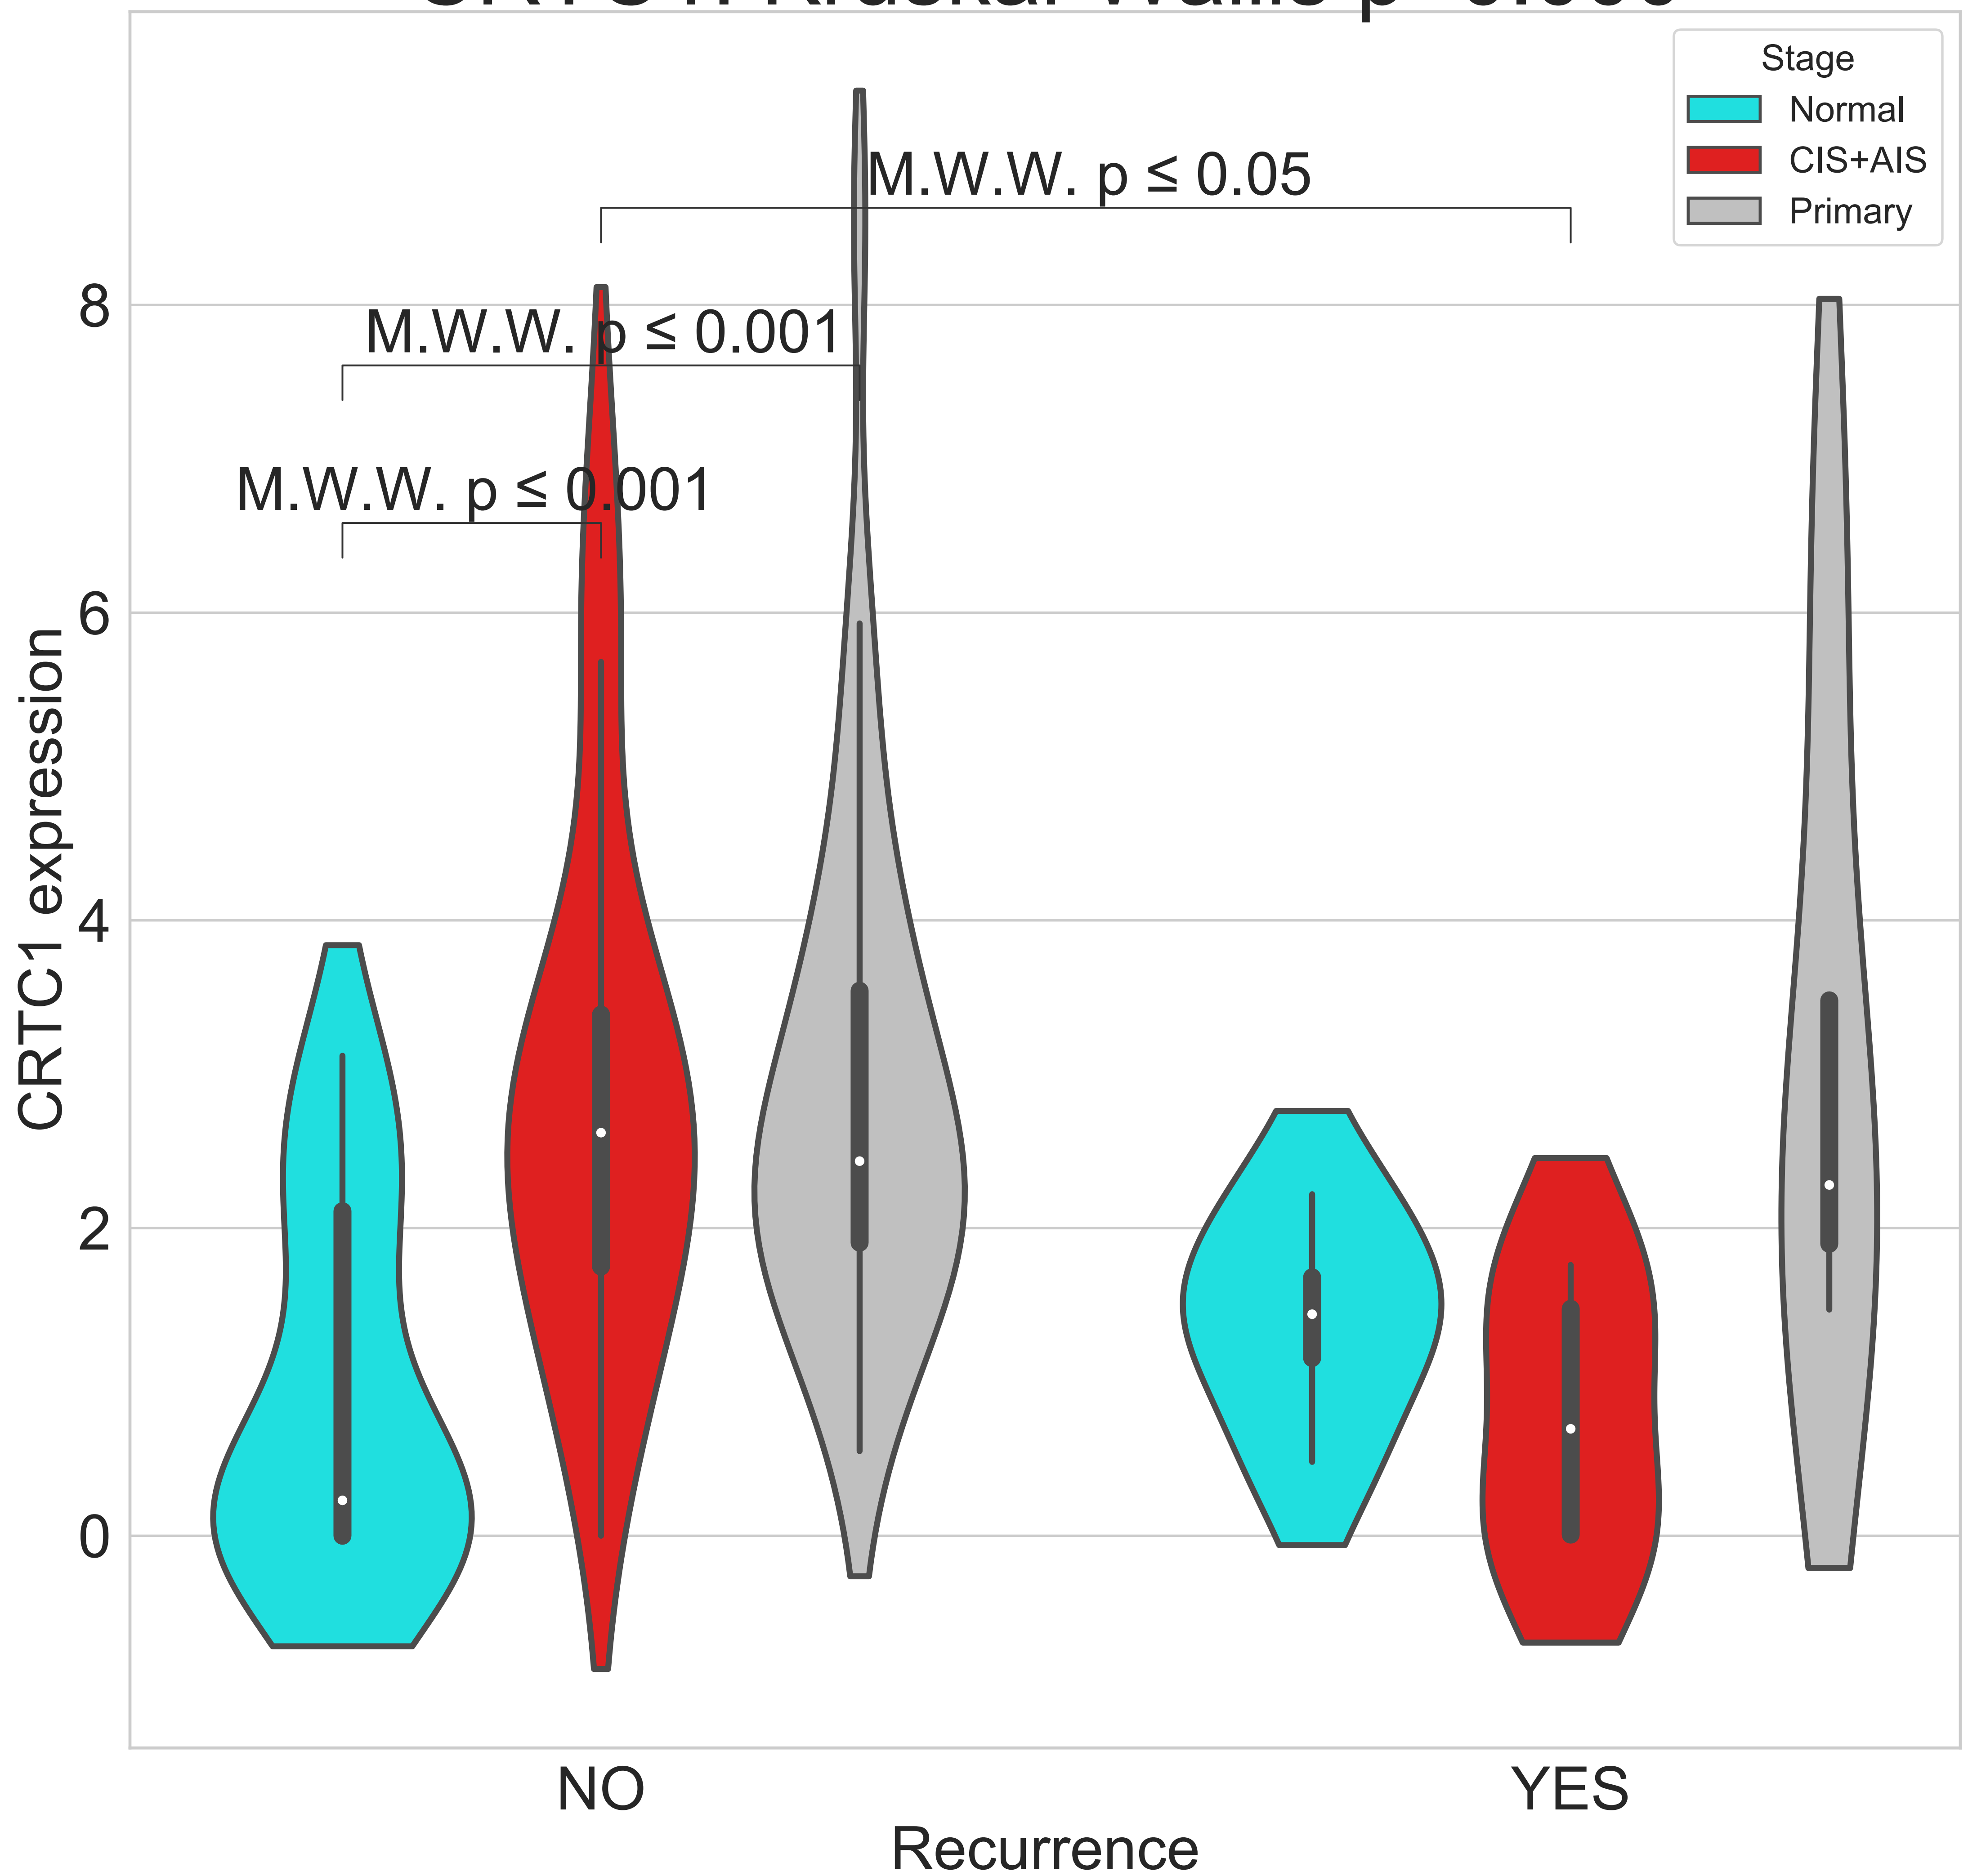 Stage
Normal
CIS+AIS
Primary
M.W.W. p ≤ 0.05
M.W.W. p ≤ 0.001
M.W.W. p ≤ 0.001
8
6
4
2
0
CRTC1 expression
NO
YES
Recurrence